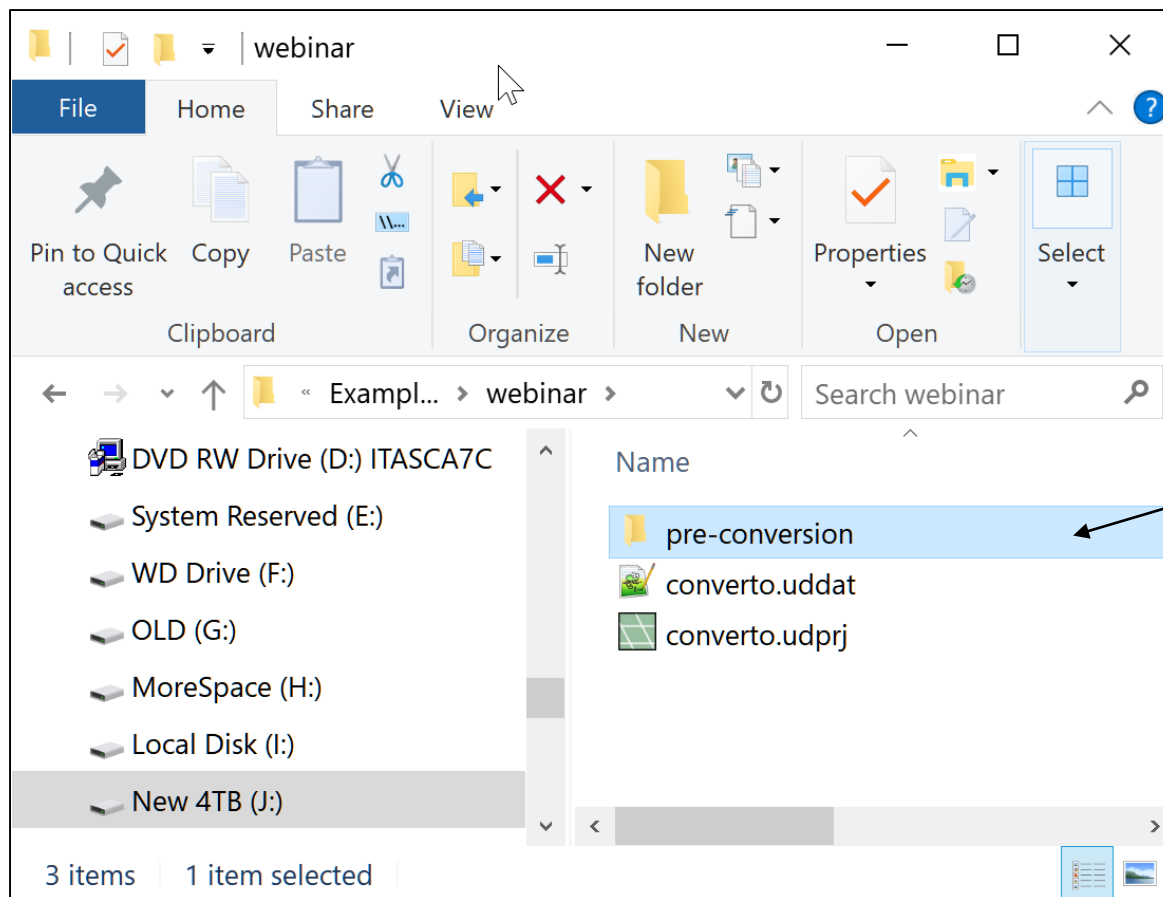 webinar
File Home Share View ?
Pin to Quick access
Copy
Paste
\\...
New folder
Properties
Select
Clipboard Organize New Open
« Exampl... > webinar >
Search webinar
DVD RW Drive (D:) ITASCA7C
System Reserved (E:)
WD Drive (F:)
OLD (G:)
MoreSpace (H:)
Local Disk (I:)
New 4TB (J:)
Name
pre-conversion
converto.uddat
converto.udprj
3 items 1 item selected